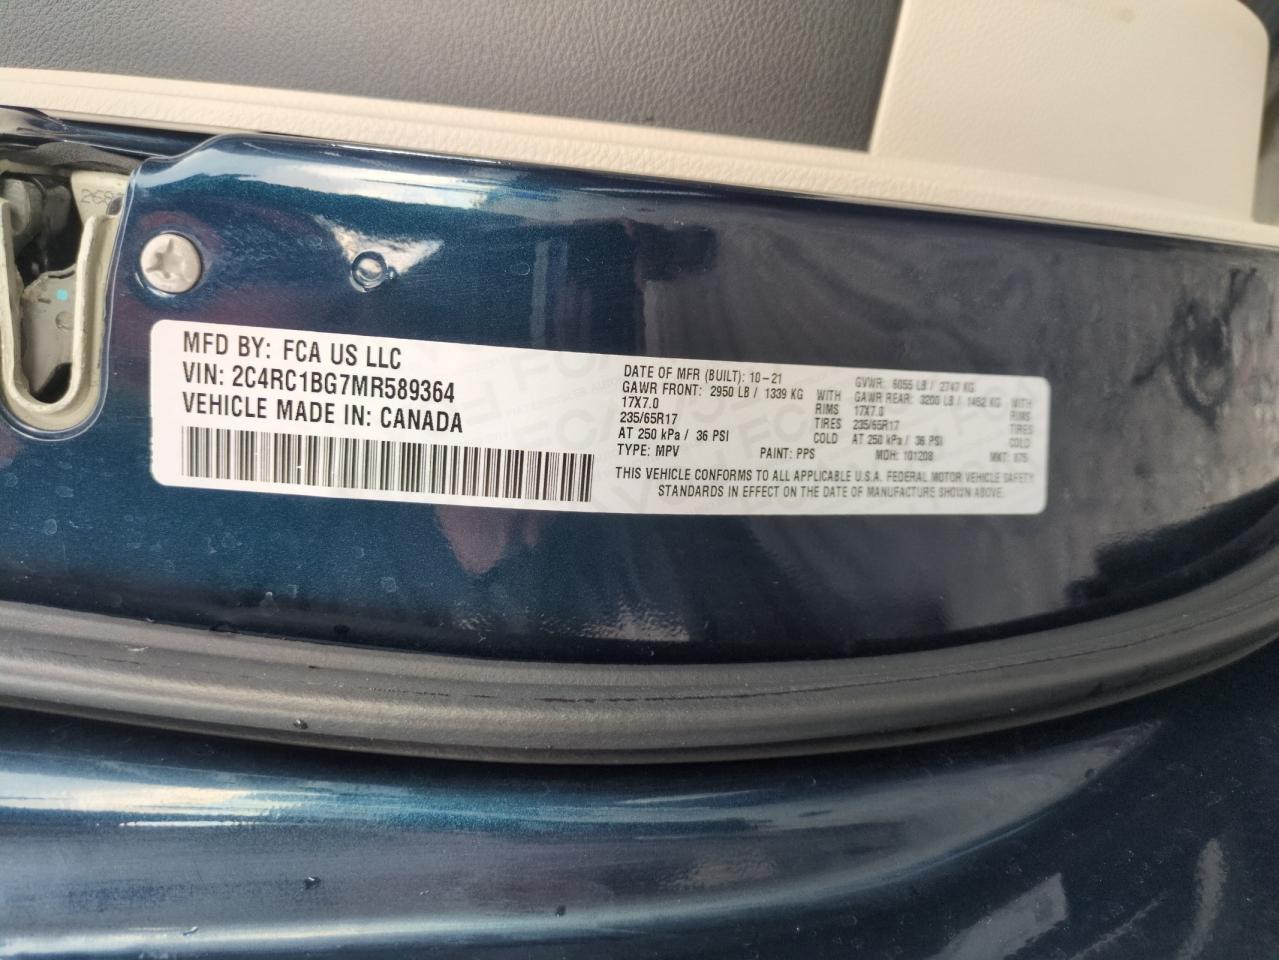 MFD BY: FCA US LLC
VIN: 2C4RC1BG7MR589364
VEHICLE MADE IN: CANADA
DATE OF MFR (BUILT): 10-21 GVWR: 6055 LB / 2747 KG
GAWR FRONT: 2950 LB / 1339 KG WITH GAWR REAR: 3200 LB / 1452 KG WITH
17X7.0 RIMS 17X7.0 RIMS
235/65R17 TIRES 235/65R17 TIRES
AT 250 kPa / 36 PSI COLD AT 250 kPa / 36 PSI COLD
TYPE: MPV PAINT: PPS MDH: 101208 MKT:
THIS VEHICLE CONFORMS TO ALL APPLICABLE U.S.A. FEDERAL MOTOR VEHICLE SAFETY
STANDARDS IN EFFECT ON THE DATE OF MANUFACTURE SHOWN ABOVE.